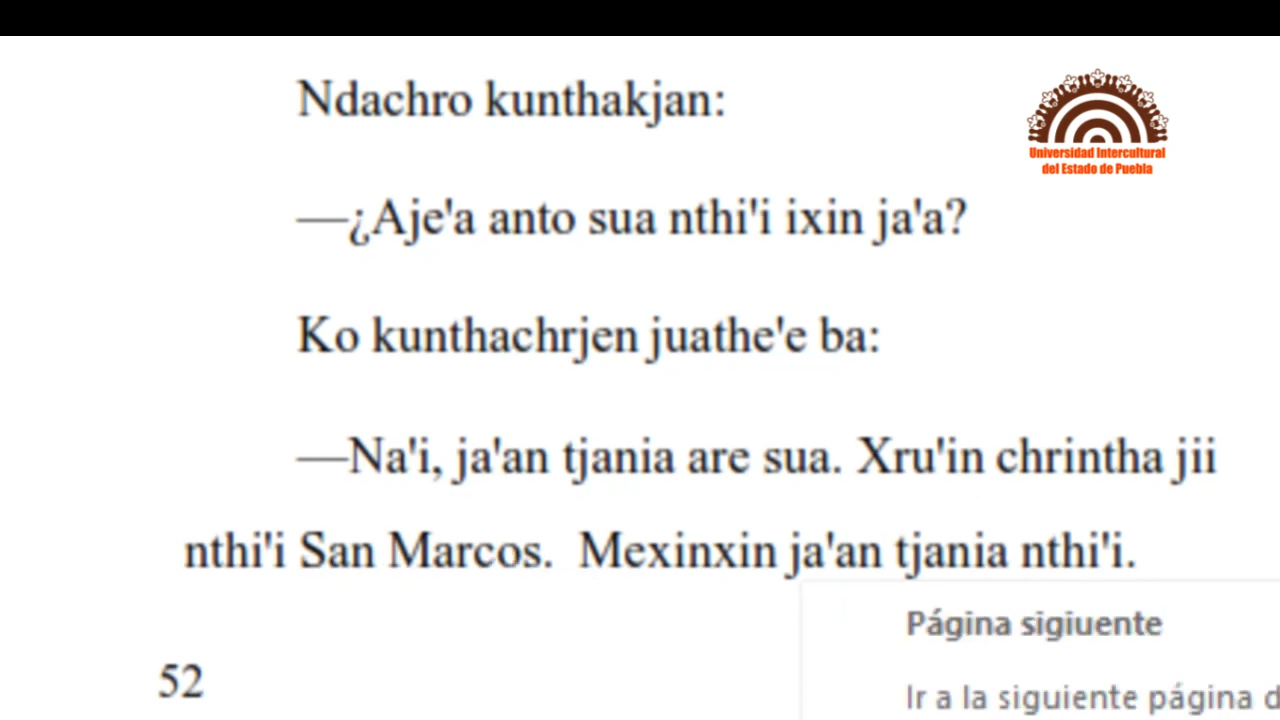 Ndachro kunthakjan:
Universidad Intercultural
del Estado de Puebla
—¿Aje'a anto sua nthi'i ixin ja'a?
Ko kunthachrjen juathe'e ba:
—Na'i, ja'an tjania are sua. Xru'in chrintha jii
nthi'i San Marcos. Mexinxin ja'an tjania nthi'i.
Página sigiuente
Ir a la siguiente página
52